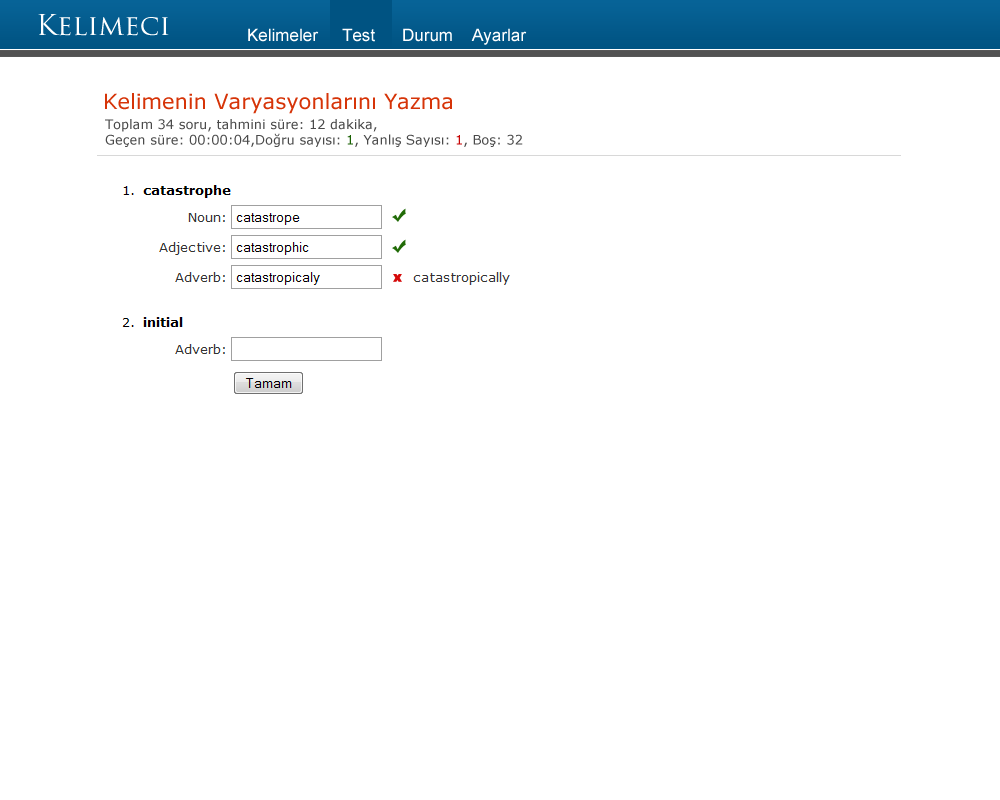 KELIMECI
Kelimeler Test Durum Ayarlar
Kelimenin Varyasyonlarını Yazma
Toplam 34 soru, tahmini süre: 12 dakika,
Geçen süre: 00:00:04,Doğru sayısı: 1, Yanlış Sayısı: 1, Boş: 32
1. catastrophe
Noun: catastrope
Adjective: catastrophic
Adverb: catastropicaly catastropically
2. initial
Adverb:
Tamam